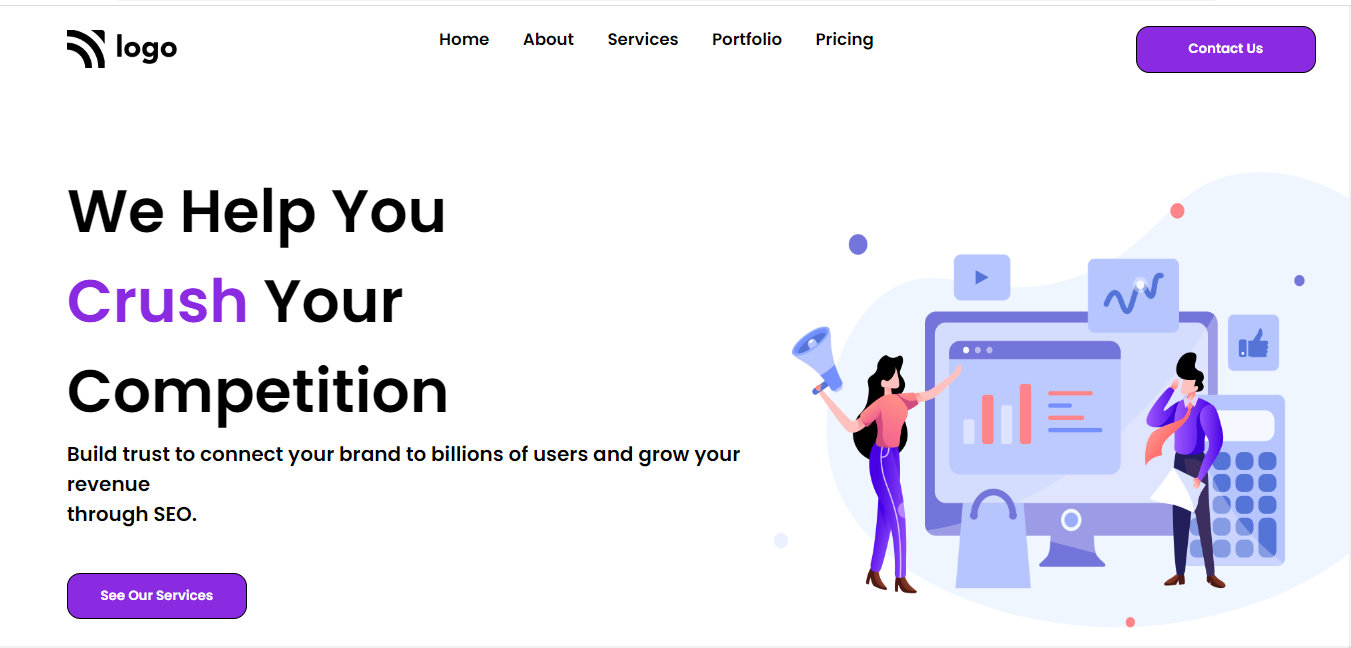 logo
Home About Services Portfolio Pricing
Contact Us
We Help You
Crush Your
Competition
Build trust to connect your brand to billions of users and grow your
revenue
through SEO.
See Our Services